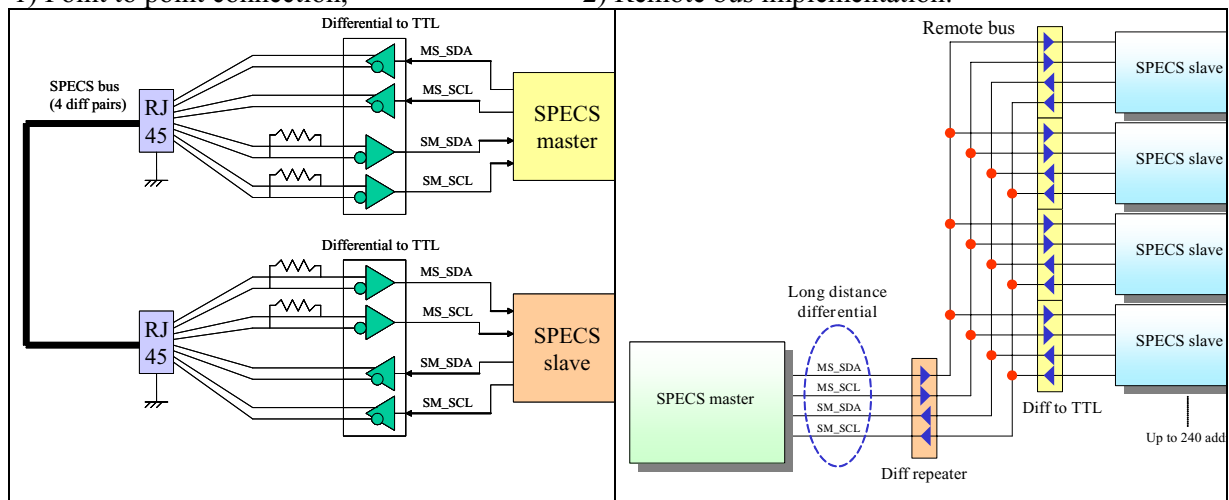 1) Point to point connection,
2) Remote bus implementation.
Differential to TTL
SPECS bus
(4 diff pairs)
RJ
45
MS_SDA
MS_SCL
SM_SDA
SM_SCL
SPECS
master
Differential to TTL
RJ
45
MS_SDA
MS_SCL
SM_SDA
SM_SCL
SPECS
slave
Remote bus
SPECS slave
SPECS slave
SPECS slave
SPECS slave
Long distance
differential
SPECS master
MS_SDA
MS_SCL
SM_SDA
SM_SCL
Diff repeater
Diff to TTL
Up to 240 add